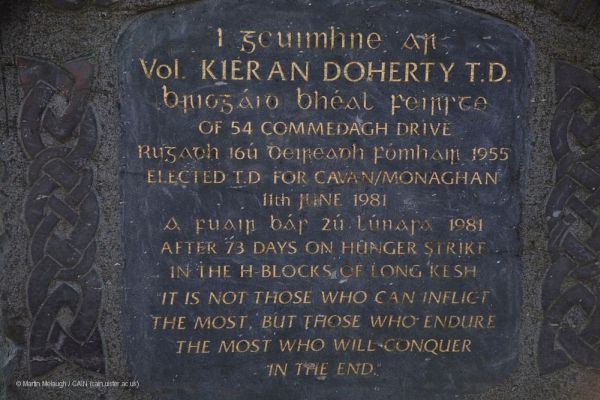 I gcuimhne air
Vol. KIERAN DOHERTY T.D.
briogáid bhéal feirste
OF 54 COMMEDAGH DRIVE
Rugadh 16ú Deireadh Fómhair 1955
ELECTED T.D. FOR CAVAN/MONAGHAN
11th JUNE 1981
A fuair bás 2ú lúnasa 1981
AFTER 73 DAYS ON HUNGER STRIKE
IN THE H-BLOCKS OF LONG KESH
"IT IS NOT THOSE WHO CAN INFLICT
THE MOST, BUT THOSE WHO ENDURE
THE MOST WHO WILL CONQUER
IN THE END."
© Martin Melaugh / CAIN (cain.ulster.ac.uk)